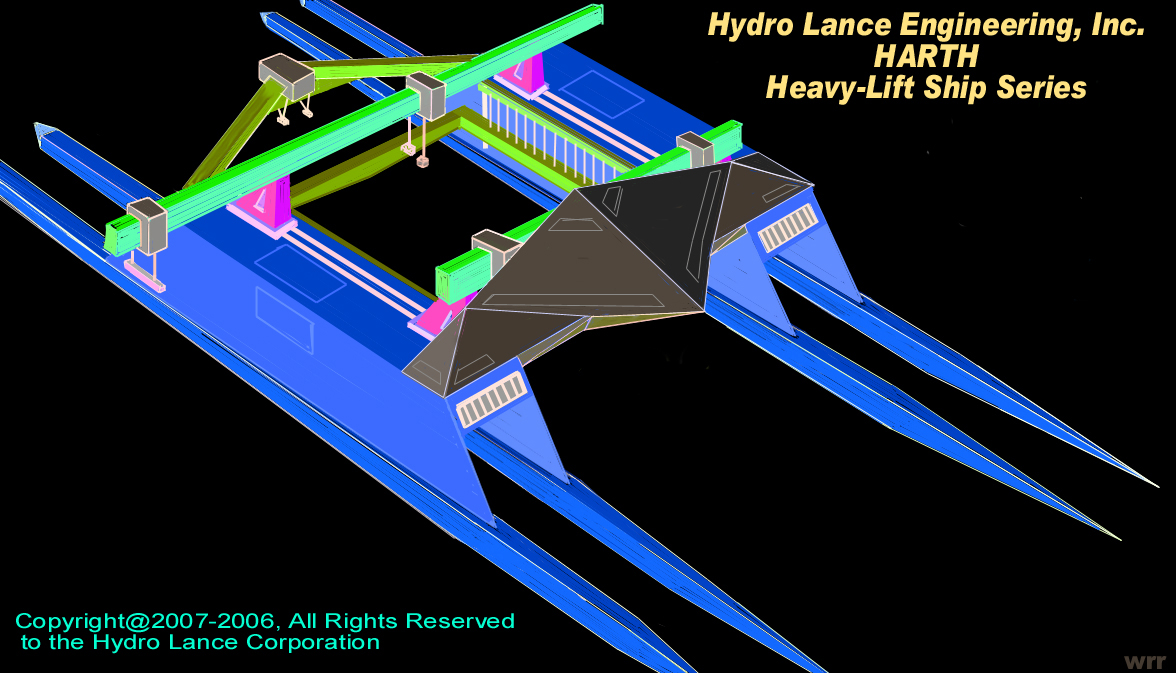 Hydro Lance Engineering, Inc.
HARTH
Heavy-Lift Ship Series
Copyright@2007-2006, All Rights Reserved
to the Hydro Lance Corporation
wrr